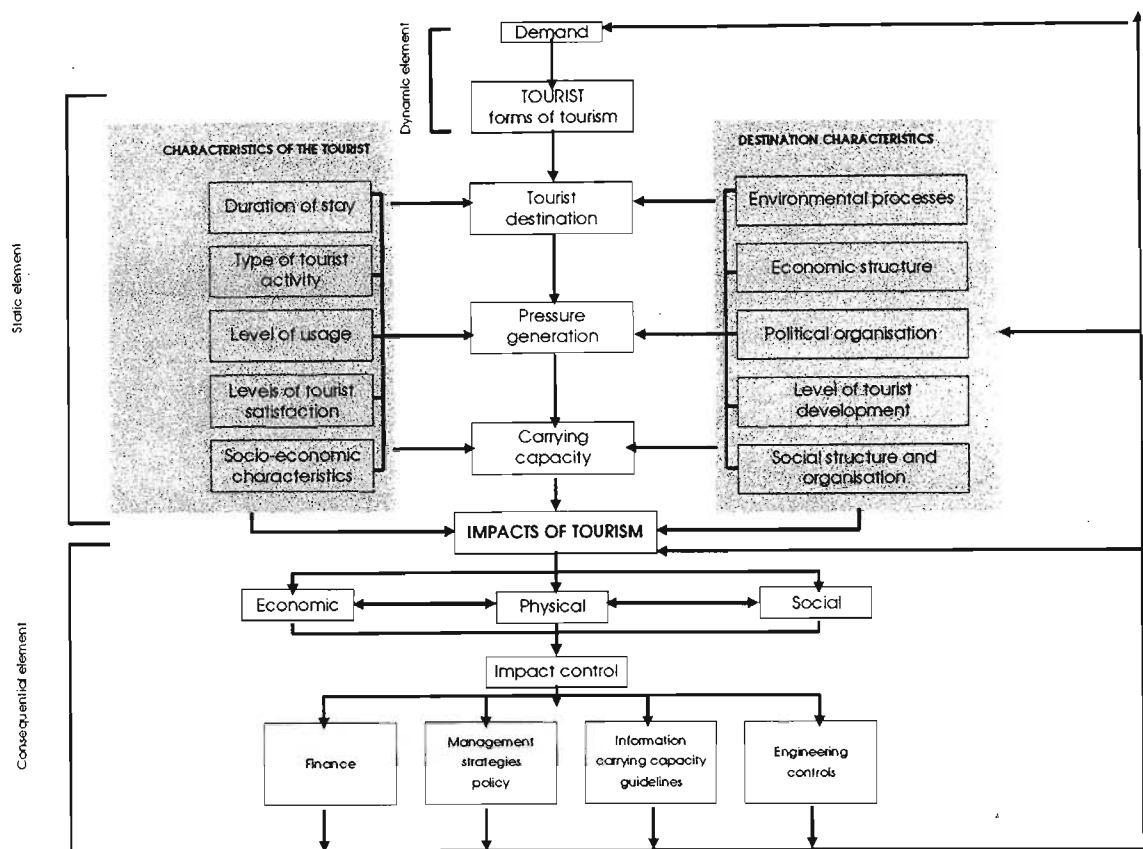 Demand
Dynamic element
TOURIST
forms of tourism
Static element
CHARACTERISTICS OF THE TOURIST
Duration of stay
Type of tourist
activity
Level of usage
Levels of tourist
satisfaction
Socio-economic
characteristics
Tourist
destination
Pressure
generation
Carrying
capacity
DESTINATION CHARACTERISTICS
Environmental processes
Economic structure
Political organisation
Level of tourist
development
Social structure and
organisation
IMPACTS OF TOURISM
Consequential element
Economic
Physical
Social
Impact control
Finance
Management
strategies
policy
Information
carrying capacity
guidelines
Engineering
controls